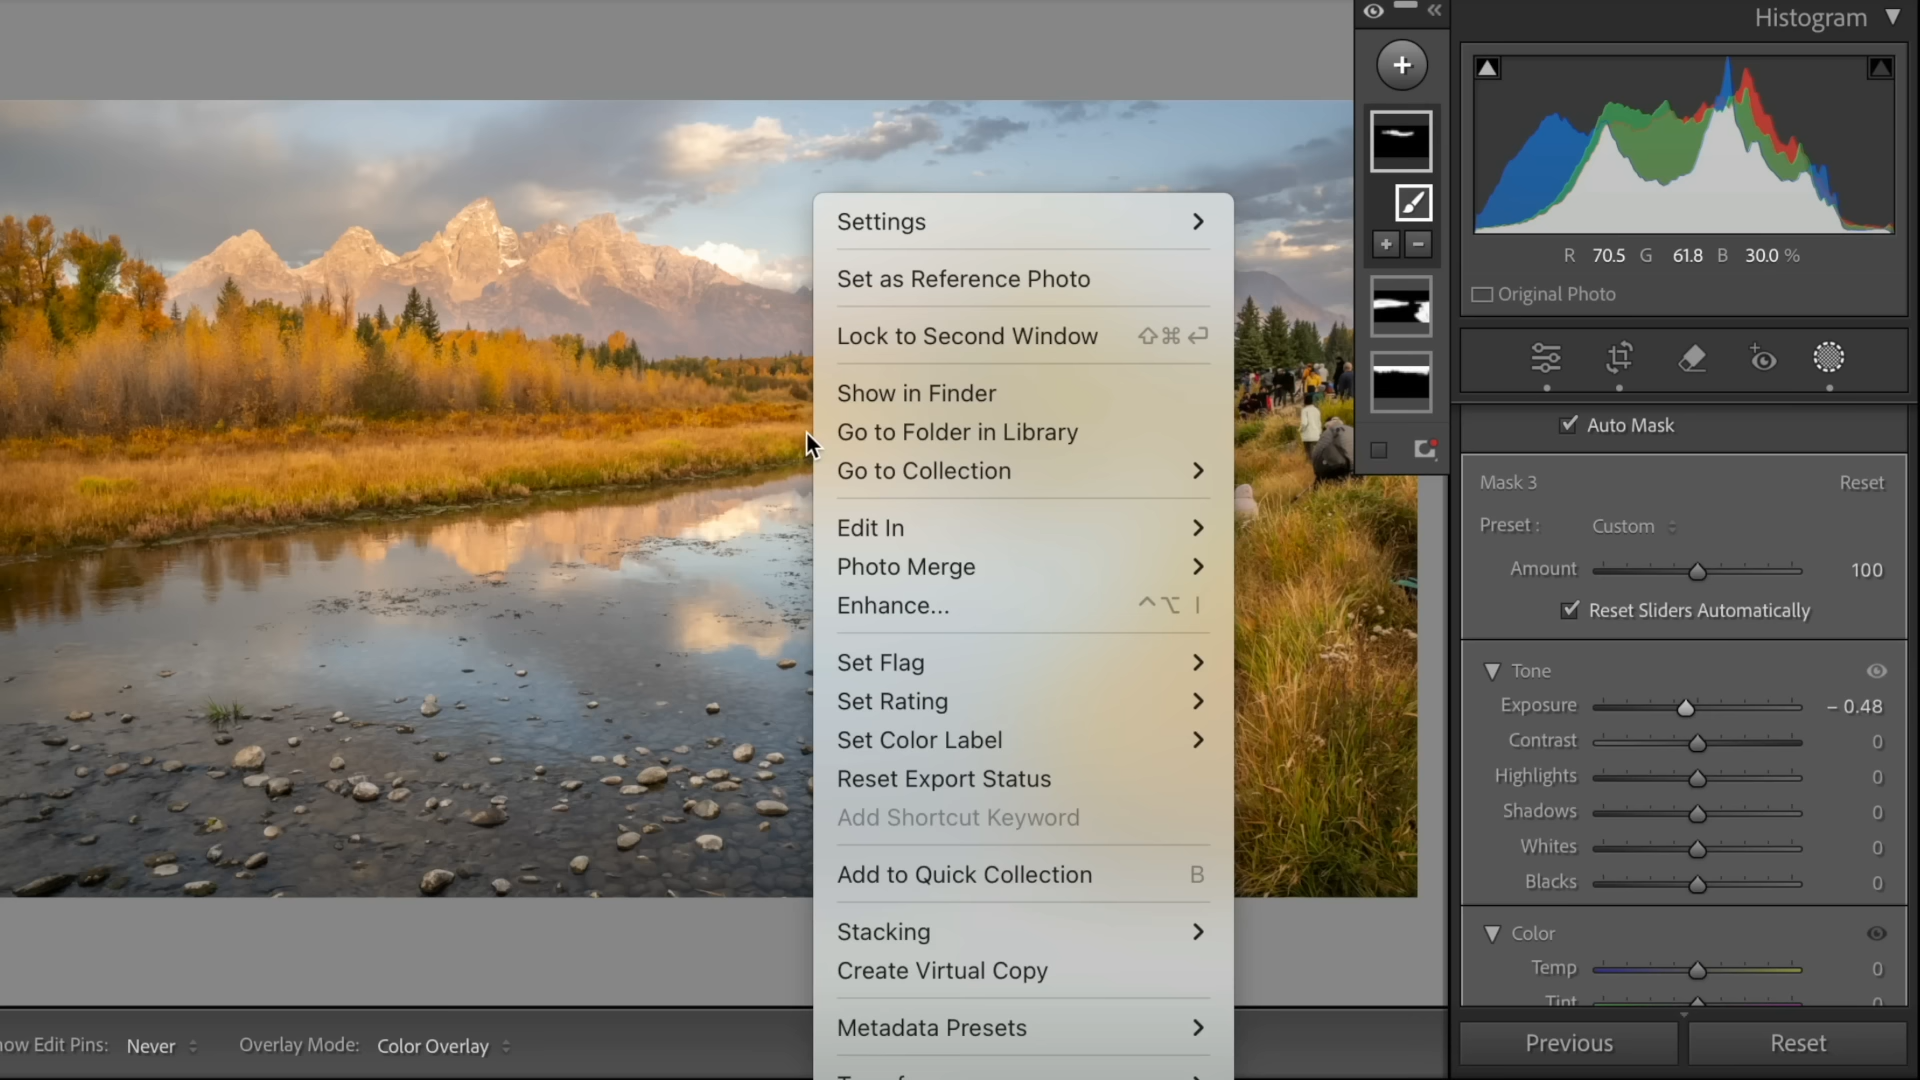 Histogram
R 70.5 G 61.8 B 30.0 %
Original Photo
Auto Mask
Mask 3 Reset
Preset : Custom
Amount 100
Reset Sliders Automatically
Tone
Exposure – 0.48
Contrast 0
Highlights 0
Shadows 0
Whites 0
Blacks 0
Color
Temp 0
Tint 0
Previous Reset
Settings
Set as Reference Photo
Lock to Second Window ⇧⌘↩
Show in Finder
Go to Folder in Library
Go to Collection
Edit In
Photo Merge
Enhance... ^⌥ I
Set Flag
Set Rating
Set Color Label
Reset Export Status
Add Shortcut Keyword
Add to Quick Collection B
Stacking
Create Virtual Copy
Metadata Presets
Edit Pins: Never Overlay Mode: Color Overlay